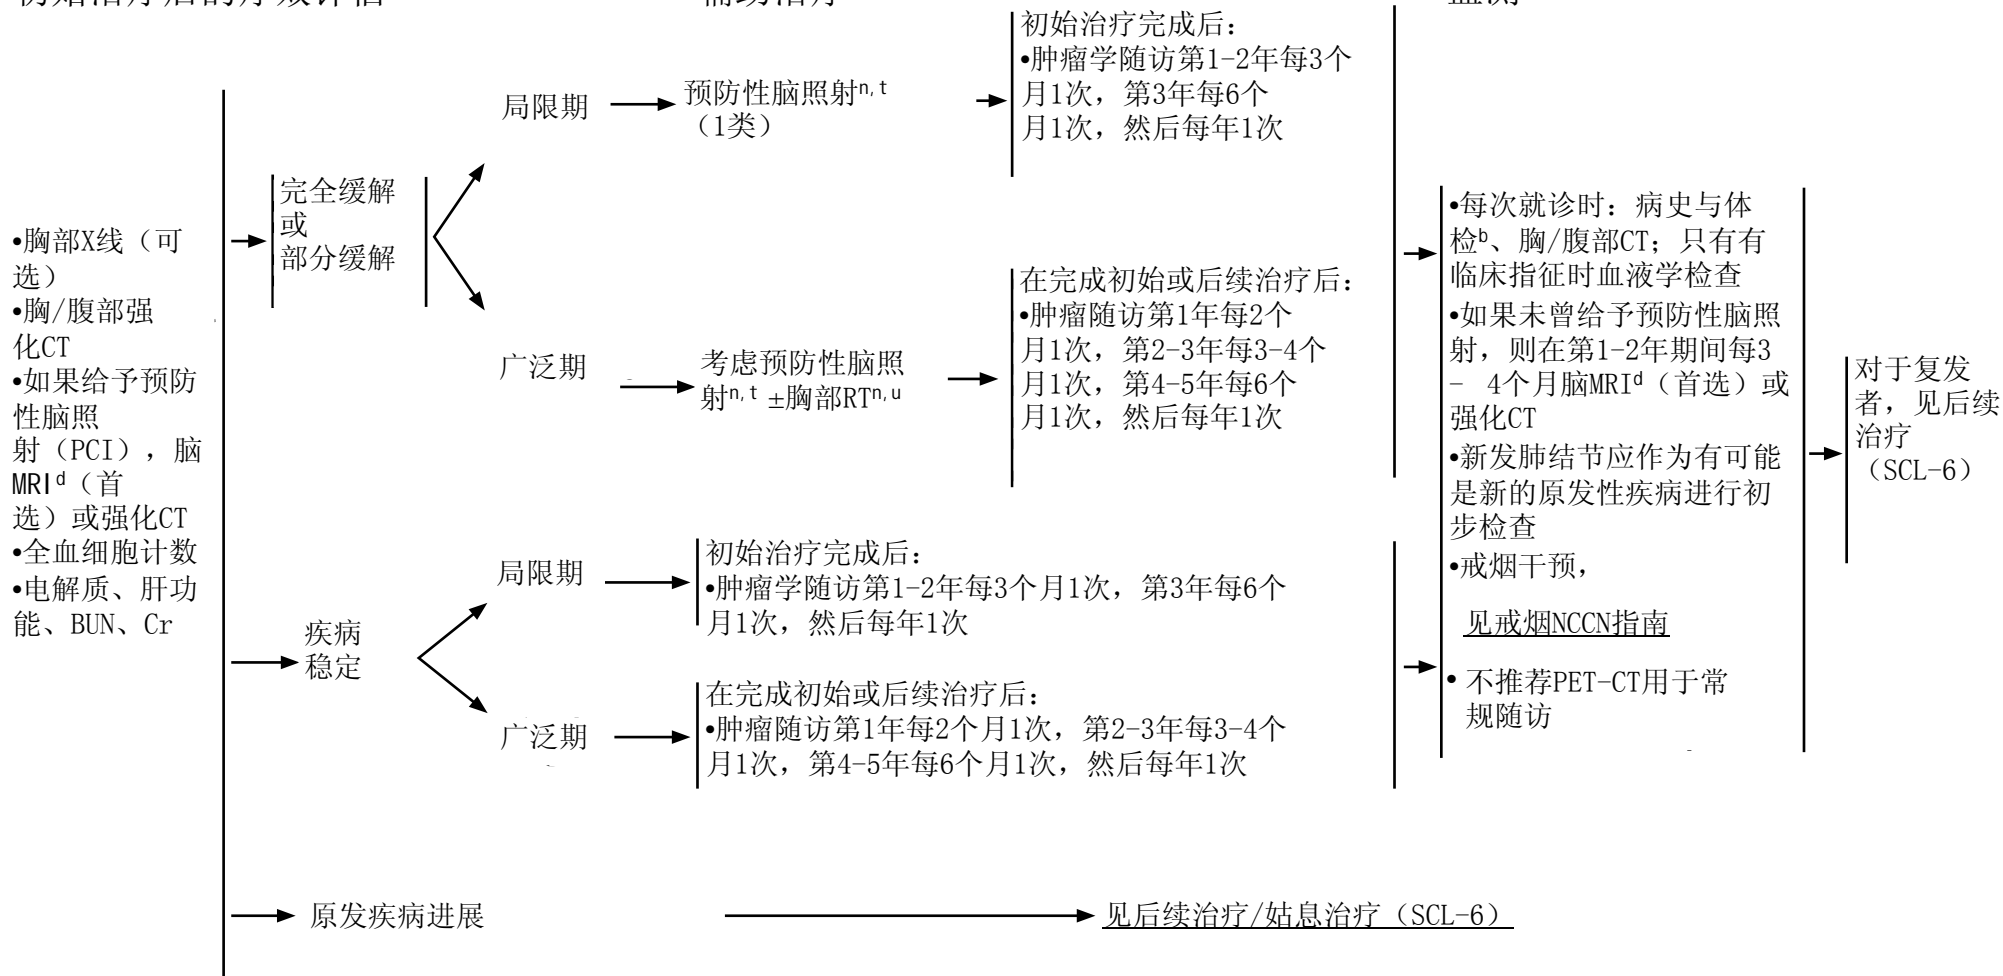 初始治疗后的疗效评估
辅助治疗
监测
•胸部X线（可
选）
•胸/腹部强
化CT
•如果给予预防
性脑照
射（PCI），脑
MRIᵈ（首
选）或强化CT
•全血细胞计数
•电解质、肝功
能、BUN、Cr
完全缓解
或
部分缓解
局限期
预防性脑照射ⁿ,ᵗ
（1类）
初始治疗完成后：
•肿瘤学随访第1-2年每3个
月1次，第3年每6个
月1次，然后每年1次
广泛期
考虑预防性脑照
射ⁿ,ᵗ ±胸部RTⁿ,ᵘ
在完成初始或后续治疗后：
•肿瘤随访第1年每2个
月1次，第2-3年每3-4个
月1次，第4-5年每6个
月1次，然后每年1次
疾病
稳定
局限期
初始治疗完成后：
•肿瘤学随访第1-2年每3个月1次，第3年每6个
月1次，然后每年1次
广泛期
在完成初始或后续治疗后：
•肿瘤随访第1年每2个月1次，第2-3年每3-4个
月1次，第4-5年每6个月1次，然后每年1次
•每次就诊时：病史与体
检ᵇ、胸/腹部CT；只有有
临床指征时血液学检查
•如果未曾给予预防性脑照
射，则在第1-2年期间每3
- 4个月脑MRIᵈ（首选）或
强化CT
•新发肺结节应作为有可能
是新的原发性疾病进行初
步检查
•戒烟干预，
见戒烟NCCN指南
• 不推荐PET-CT用于常
规随访
对于复发
者，见后续
治疗
（SCL-6）
原发疾病进展
见后续治疗/姑息治疗（SCL-6）